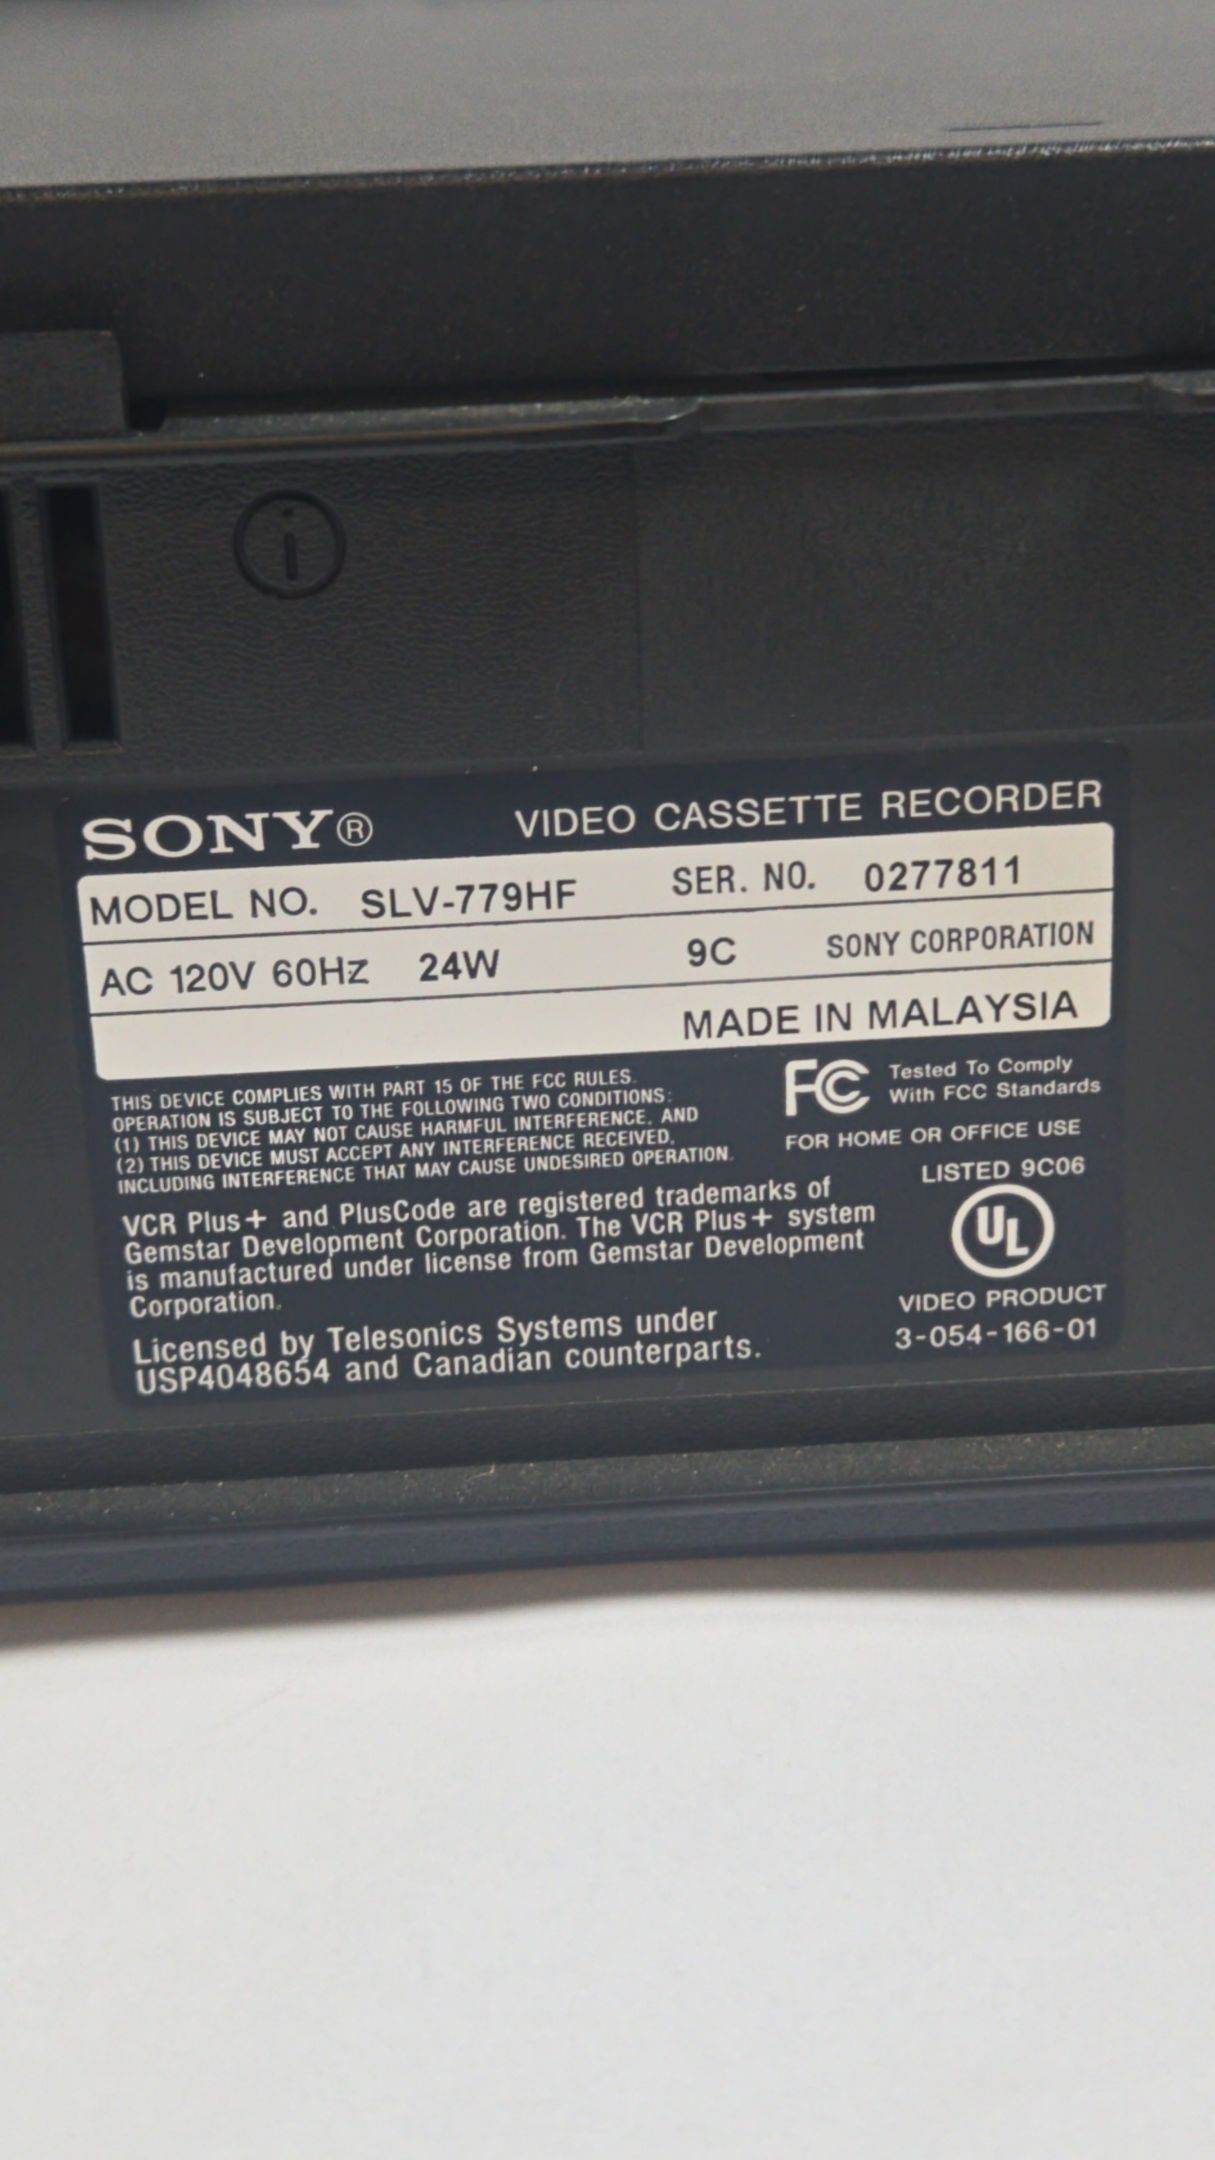 SONY® VIDEO CASSETTE RECORDER
MODEL NO. SLV-779HF SER. NO. 0277811
AC 120V 60Hz 24W 9C SONY CORPORATION
MADE IN MALAYSIA
THIS DEVICE COMPLIES WITH PART 15 OF THE FCC RULES.
OPERATION IS SUBJECT TO THE FOLLOWING TWO CONDITIONS:
(1) THIS DEVICE MAY NOT CAUSE HARMFUL INTERFERENCE, AND
(2) THIS DEVICE MUST ACCEPT ANY INTERFERENCE RECEIVED,
INCLUDING INTERFERENCE THAT MAY CAUSE UNDESIRED OPERATION.
FC Tested To Comply
With FCC Standards
FOR HOME OR OFFICE USE
LISTED 9C06
UL
VIDEO PRODUCT
3-054-166-01
VCR Plus+ and PlusCode are registered trademarks of
Gemstar Development Corporation. The VCR Plus+ system
is manufactured under license from Gemstar Development
Corporation.
Licensed by Telesonics Systems under
USP4048654 and Canadian counterparts.